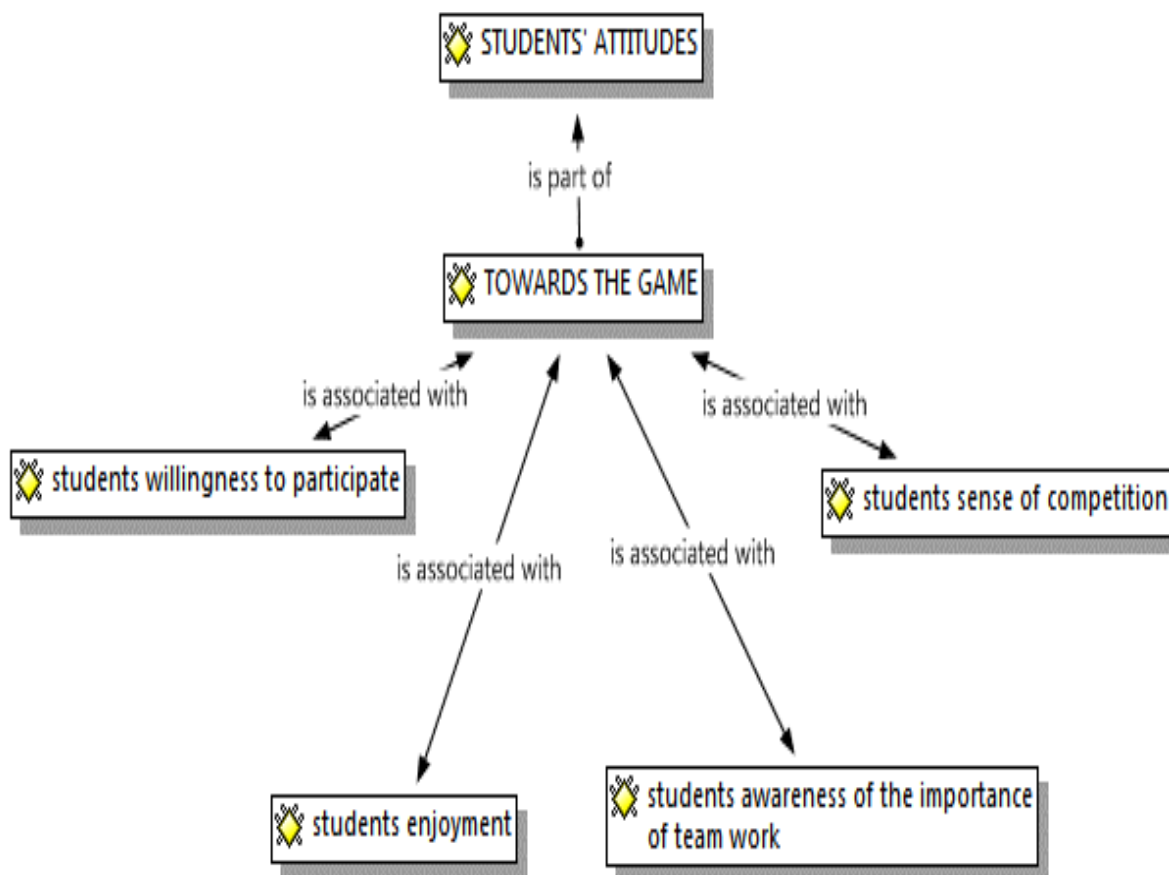 STUDENTS' ATTITUDES
is part of
TOWARDS THE GAME
is associated with
is associated with
students willingness to participate
students sense of competition
is associated with
is associated with
students enjoyment
students awareness of the importance
of team work